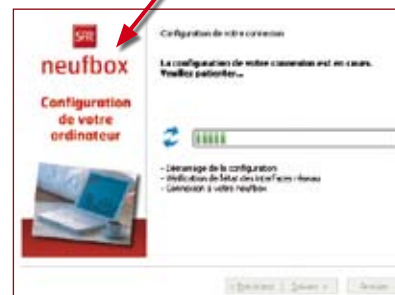 SFR
neufbox
Configuration
de votre
ordinateur
Configuration de votre connexion
La configuration de votre connexion est en cours.
Veuillez patienter...
- Démarrage de la configuration
- Vérification de l'état des interfaces réseau
- Connexion à votre neufbox
< Précédent
Suivant >
Annuler